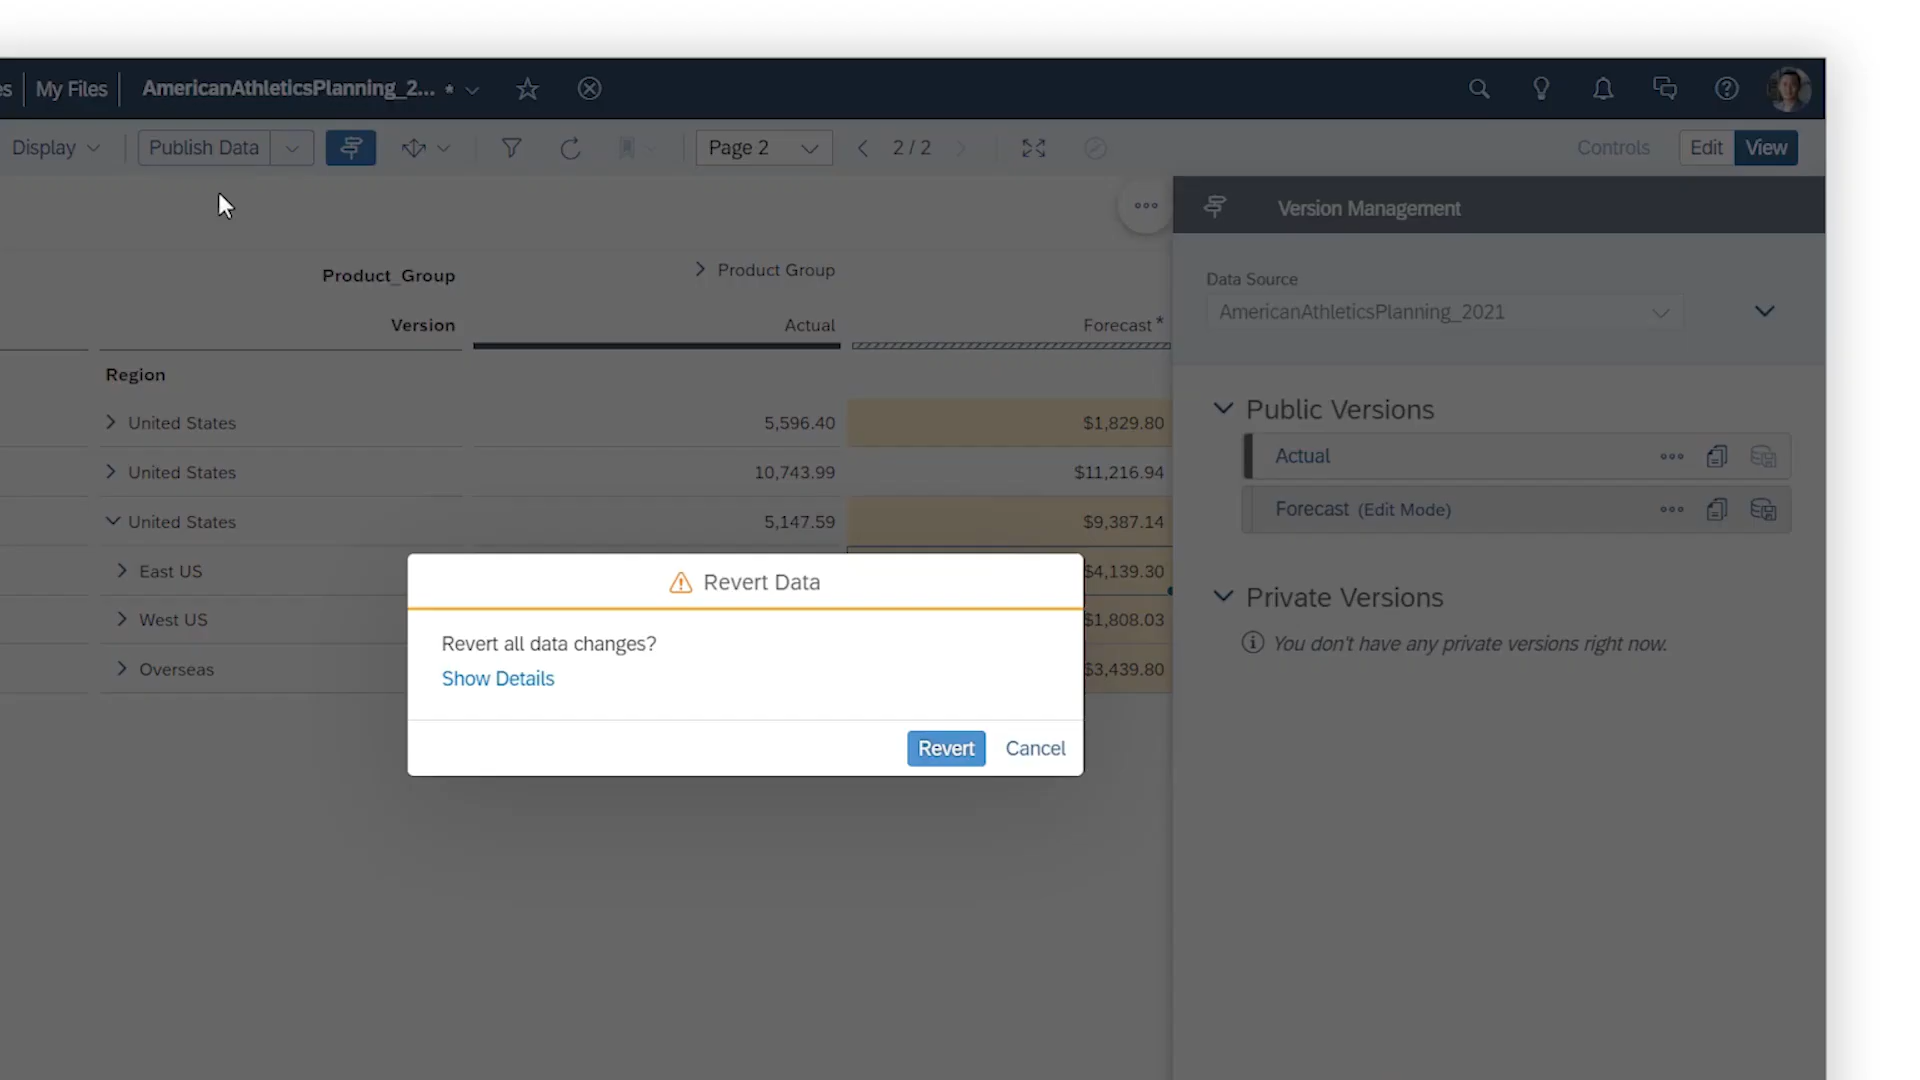 es
My Files
AmericanAthleticsPlanning_2... *
Display
Publish Data
Page 2
2 / 2
Controls
Edit
View
Version Management
Product_Group
Product Group
Data Source
AmericanAthleticsPlanning_2021
Version
Actual
Forecast *
Region
United States 5,596.40 $1,829.80
United States 10,743.99 $11,216.94
United States 5,147.59 $9,387.14
East US $4,139.30
West US $1,808.03
Overseas $3,439.80
Public Versions
Actual
Forecast (Edit Mode)
Private Versions
You don't have any private versions right now.
Revert Data
Revert all data changes?
Show Details
Revert
Cancel